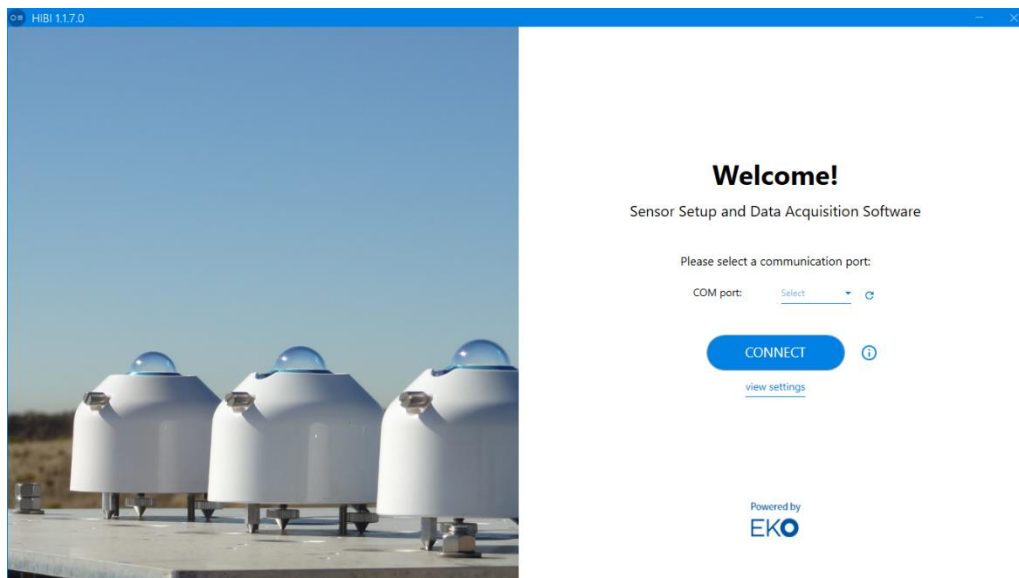 HIBI 1.1.7.0
Welcome!
Sensor Setup and Data Acquisition Software
Please select a communication port:
COM port: Select
CONNECT
view settings
Powered by
EKO